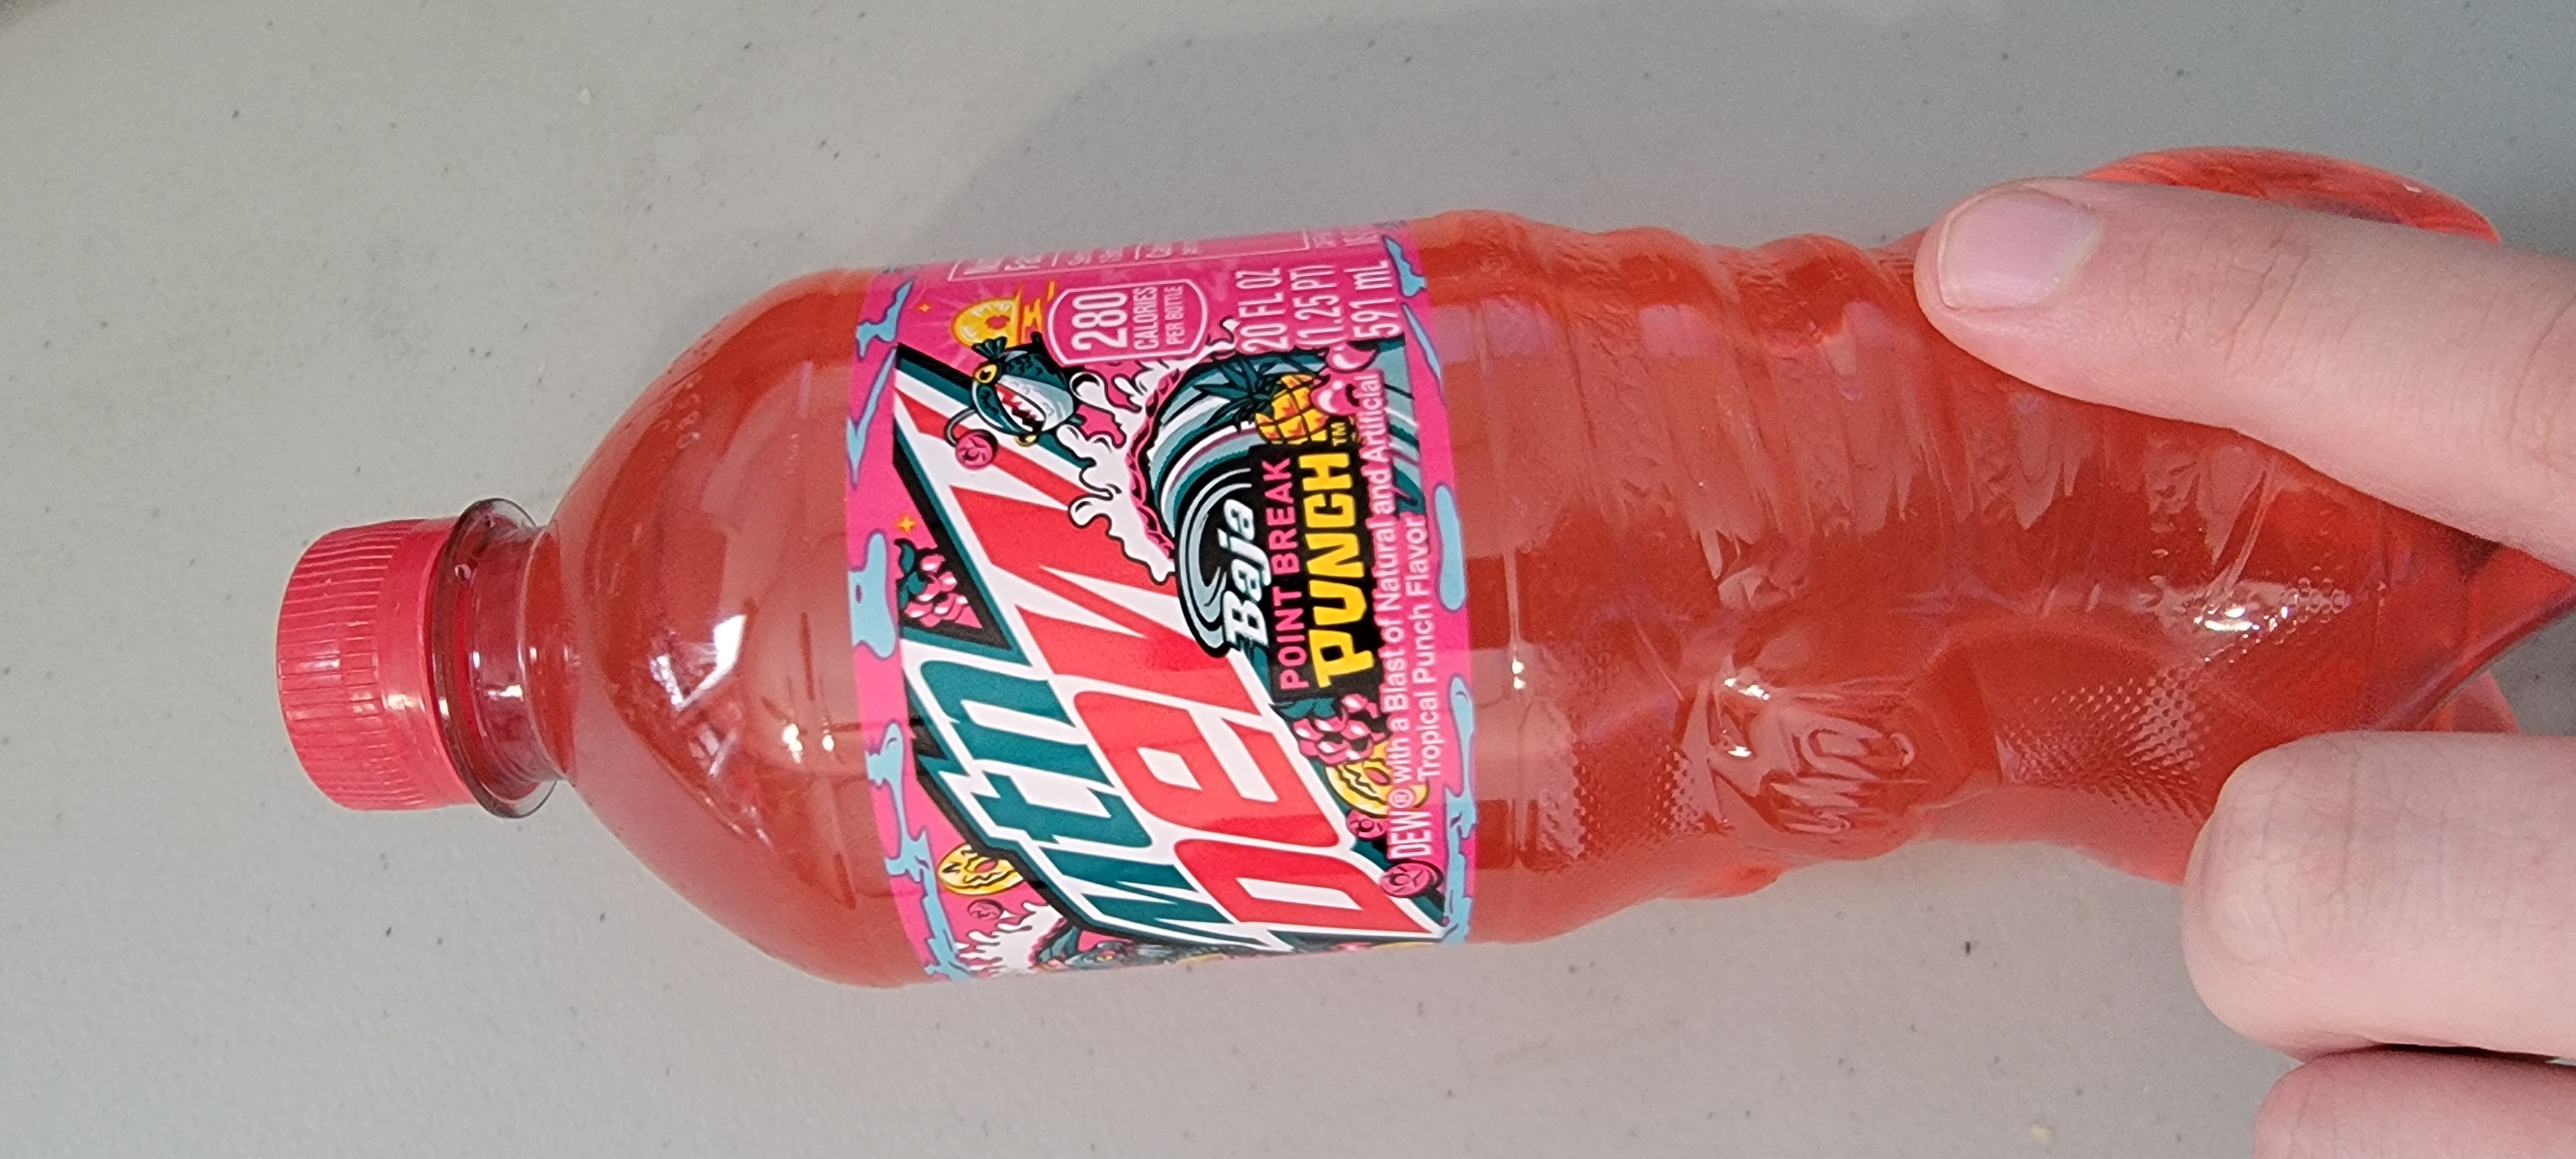 Mtn
DEW
Baja
POINT BREAK
PUNCH™
DEW® with a Blast of Natural and Artificial
Tropical Punch Flavor
280
CALORIES
PER BOTTLE
20 FL OZ
(1.25 PT)
591 mL